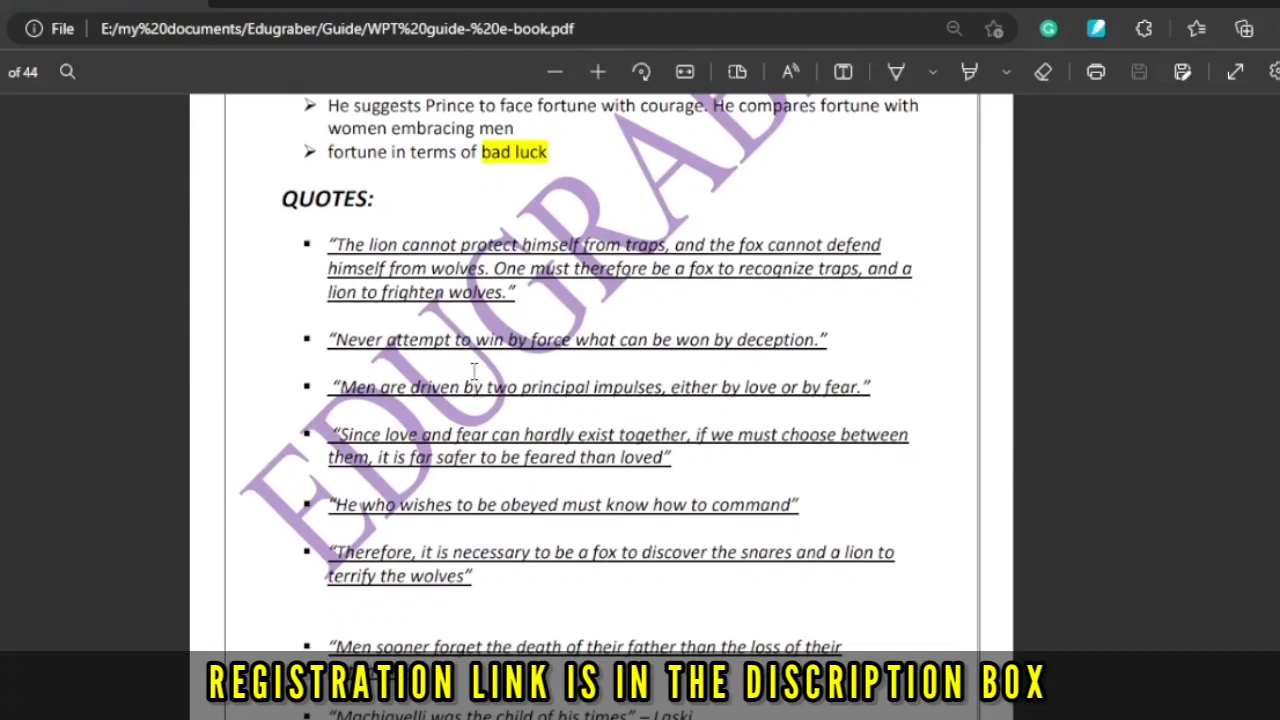 File E:/my%20documents/Edugraber/Guide/WPT%20guide-%20e-book.pdf
of 44
➢ He suggests Prince to face fortune with courage. He compares fortune with
women embracing men
➢ fortune in terms of bad luck
QUOTES:
▪ “The lion cannot protect himself from traps, and the fox cannot defend
himself from wolves. One must therefore be a fox to recognize traps, and a
lion to frighten wolves.”
▪ “Never attempt to win by force what can be won by deception.”
▪ “Men are driven by two principal impulses, either by love or by fear.”
▪ “Since love and fear can hardly exist together, if we must choose between
them, it is far safer to be feared than loved”
▪ “He who wishes to be obeyed must know how to command”
▪ “Therefore, it is necessary to be a fox to discover the snares and a lion to
terrify the wolves”
▪ “Men sooner forget the death of their father than the loss of their
REGISTRATION LINK IS IN THE DISCRIPTION BOX
▪ “Machiavelli was the child of his times” – Laski
EDUGRAB